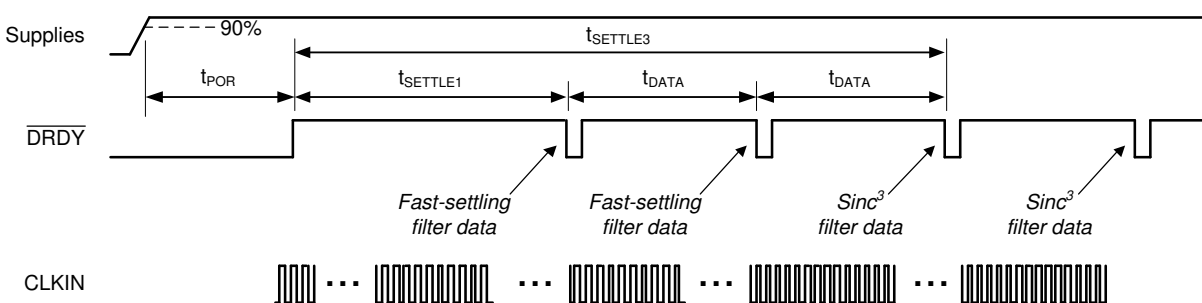 Supplies
90%
tSETTLE3
tPOR
tSETTLE1
tDATA
tDATA
DRDY
Fast-settling
filter data
Fast-settling
filter data
Sinc³
filter data
Sinc³
filter data
CLKIN